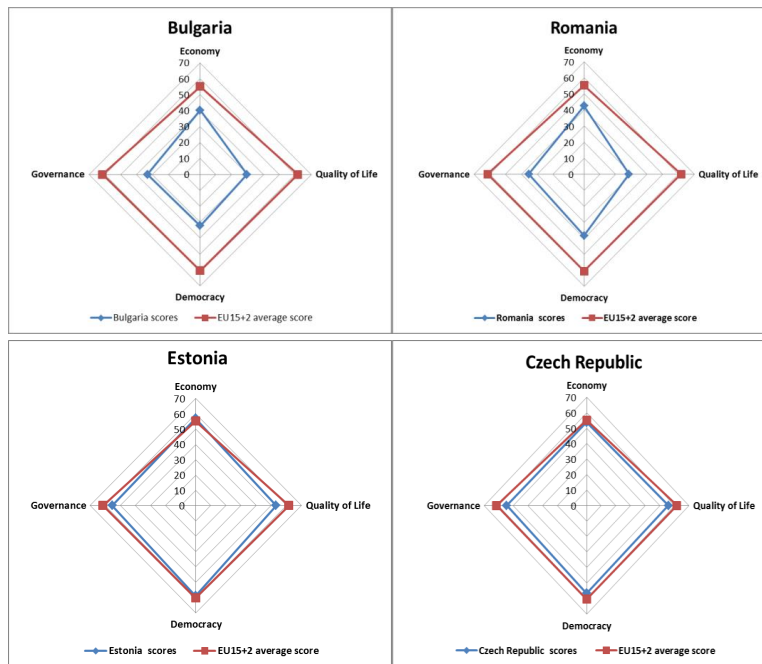 Bulgaria
Economy
70
60
50
40
30
20
10
0
Governance
Quality of Life
Democracy
Bulgaria scores
EU15+2 average score
Romania
Economy
70
60
50
40
30
20
10
0
Governance
Quality of Life
Democracy
Romania scores
EU15+2 average score
Estonia
Economy
70
60
50
40
30
20
10
0
Governance
Quality of Life
Democracy
Estonia scores
EU15+2 average score
Czech Republic
Economy
70
60
50
40
30
20
10
0
Governance
Quality of Life
Democracy
Czech Republic scores
EU15+2 average score